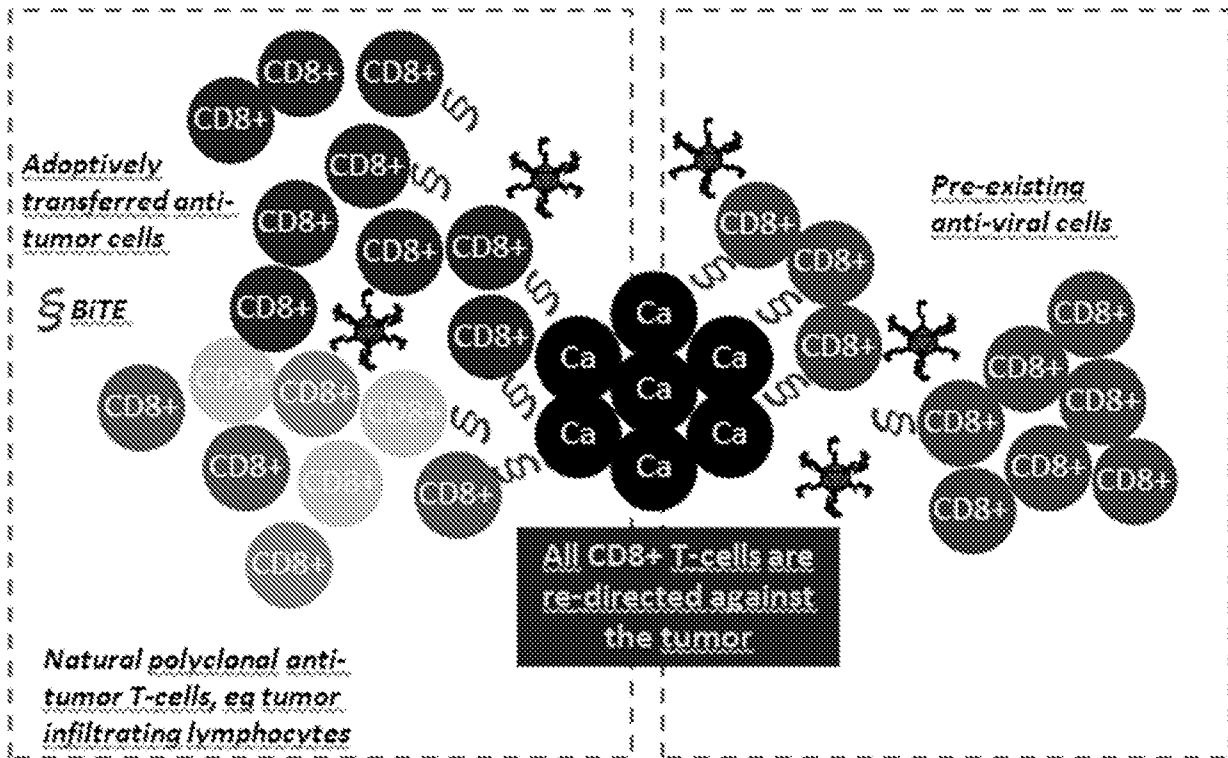 CD8+
CD8+
CD8+
CD8+
Adoptively
transferred anti-
tumor cells
CD8+
CD8+
CD8+
CD8+
CD8+
BiTE
CD8+
CD8+
CD8+
CD8+
CD8+
CD8+
Natural polyclonal anti-
tumor T-cells, eg tumor
infiltrating lymphocytes
Ca
Ca
Ca
Ca
Ca
Ca
Ca
All CD8+ T-cells are
re-directed against
the tumor
Pre-existing
anti-viral cells
CD8+
CD8+
CD8+
CD8+
CD8+
CD8+
CD8+
CD8+
CD8+
CD8+